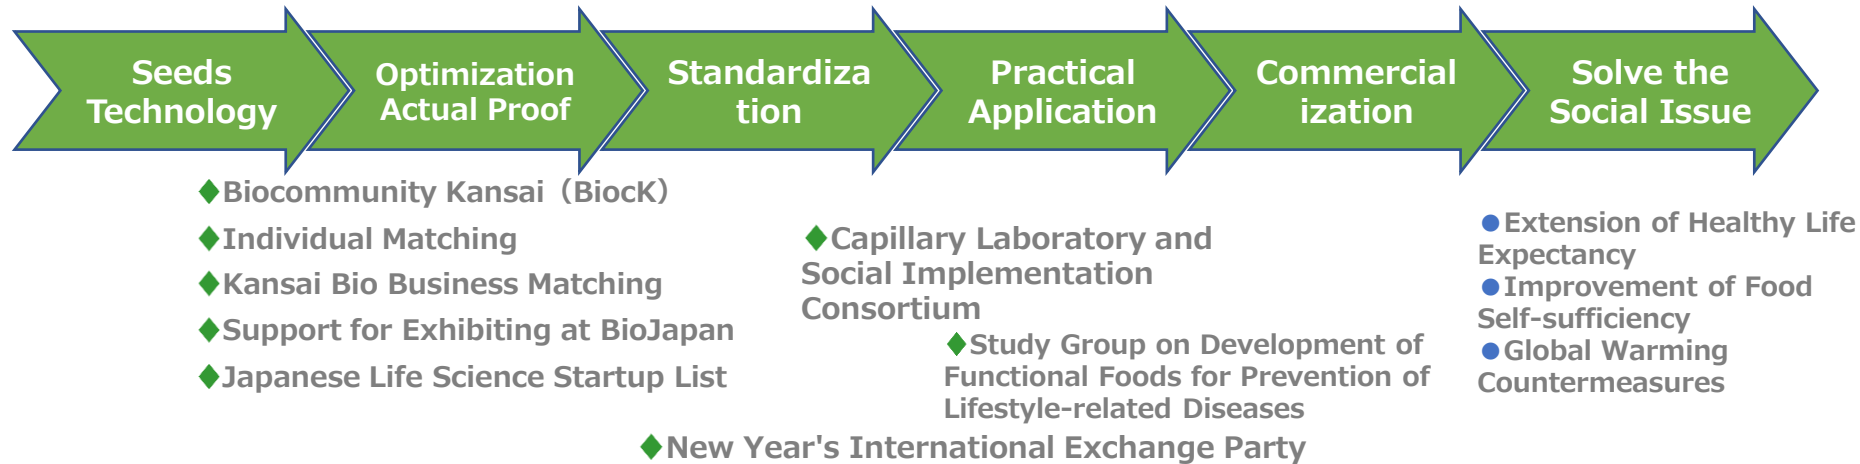 Seeds
Technology
Optimization
Actual Proof
Standardiza
tion
Practical
Application
Commercial
ization
Solve the
Social Issue
◆Biocommunity Kansai（BiocK）
◆Individual Matching
◆Kansai Bio Business Matching
◆Support for Exhibiting at BioJapan
◆Japanese Life Science Startup List
◆Capillary Laboratory and
Social Implementation
Consortium
◆Study Group on Development of
Functional Foods for Prevention of
Lifestyle-related Diseases
◆New Year's International Exchange Party
●Extension of Healthy Life
Expectancy
●Improvement of Food
Self-sufficiency
●Global Warming
Countermeasures